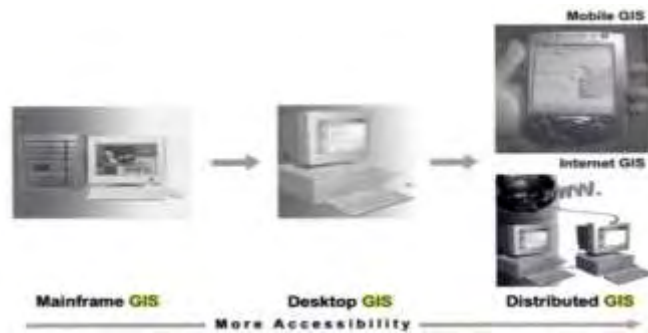 Mobile GIS
Internet GIS
WWW.
Mainframe GIS
Desktop GIS
Distributed GIS
More Accessibility